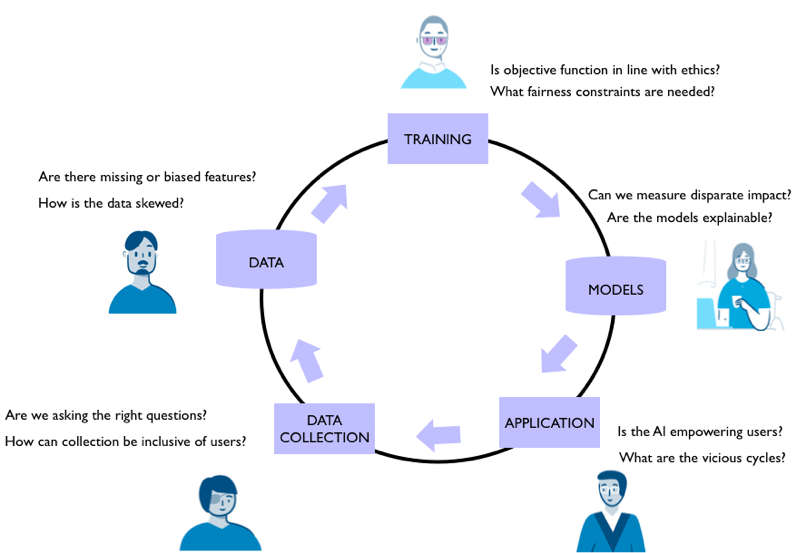 Is objective function in line with ethics?
What fairness constraints are needed?
TRAINING
Are there missing or biased features?
How is the data skewed?
Can we measure disparate impact?
Are the models explainable?
DATA
MODELS
Are we asking the right questions?
How can collection be inclusive of users?
DATA
COLLECTION
APPLICATION
Is the AI empowering users?
What are the vicious cycles?